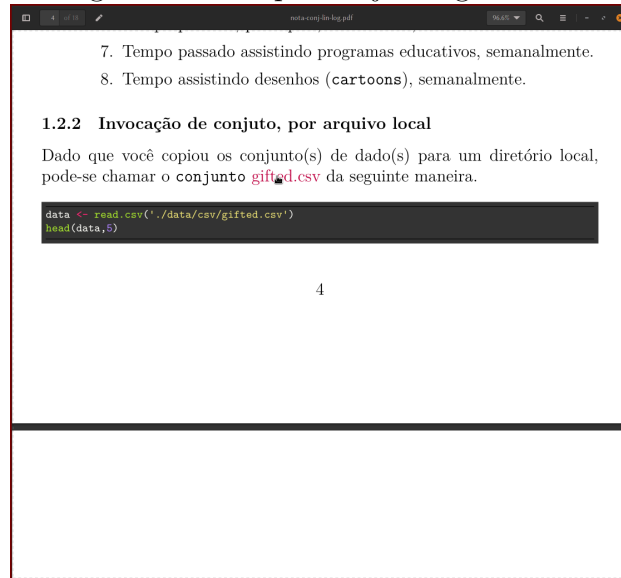 4 of 18
nota-conj-lin-log.pdf
96.65 %
7. Tempo passado assistindo programas educativos, semanalmente.
8. Tempo assistindo desenhos (cartoons), semanalmente.
1.2.2 Invocação de conjuto, por arquivo local
Dado que você copiou os conjunto(s) de dado(s) para um diretório local,
pode-se chamar o conjunto gifted.csv da seguinte maneira.
data <- read.csv('./data/csv/gifted.csv')
head(data,5)
4